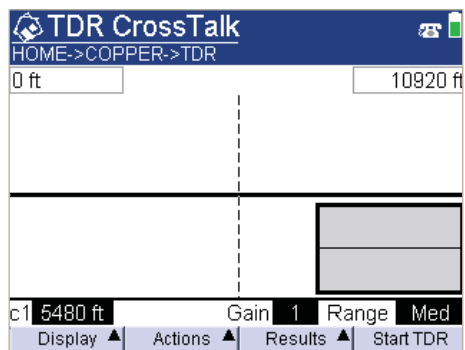 TDR CrossTalk
HOME->COPPER->TDR
0 ft 10920 ft
c1 5480 ft Gain 1 Range Med
Display Actions Results Start TDR